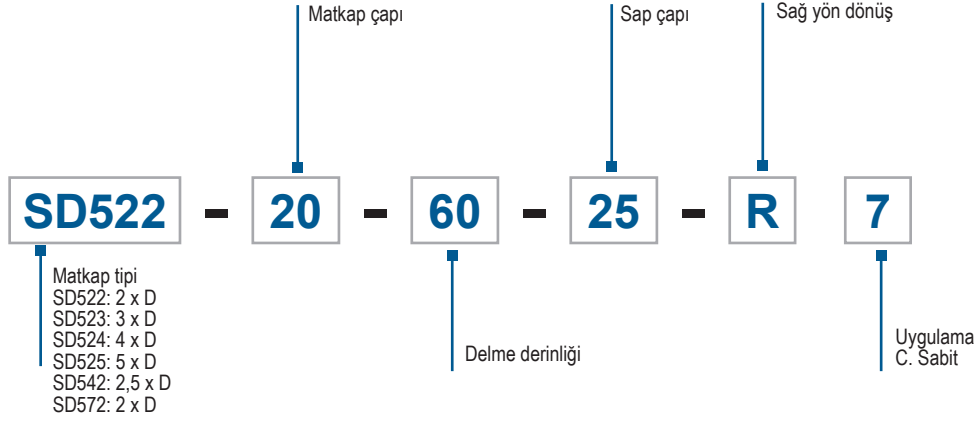 Matkap çapı
Sap çapı
Sağ yön dönüş
SD522 - 20 - 60 - 25 - R 7
Matkap tipi
SD522: 2 x D
SD523: 3 x D
SD524: 4 x D
SD525: 5 x D
SD542: 2,5 x D
SD572: 2 x D
Delme derinliği
Uygulama
C. Sabit